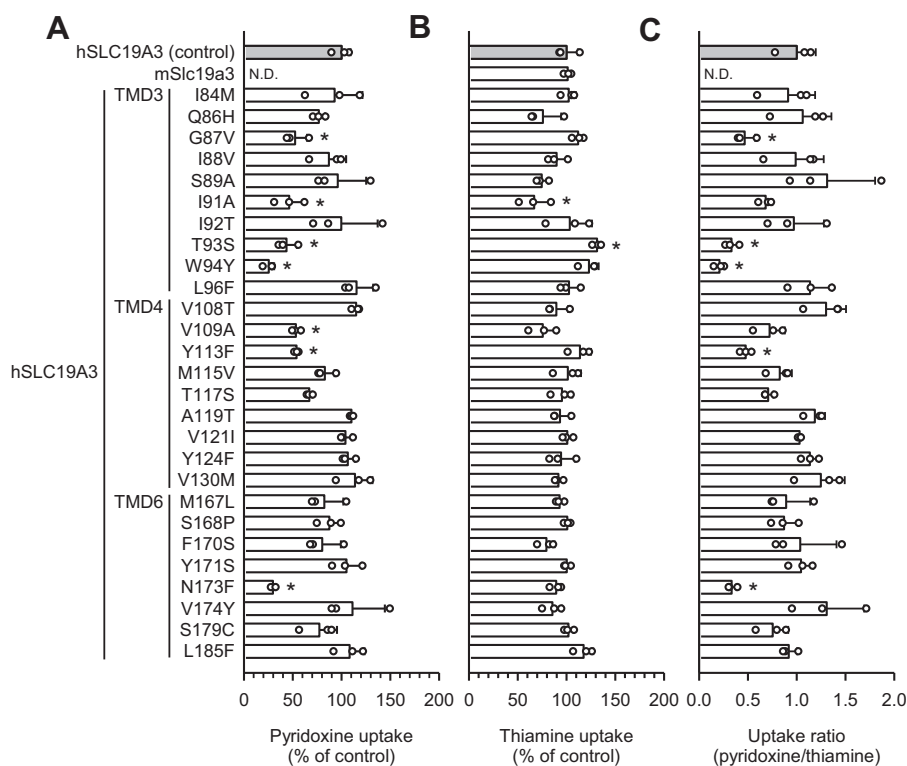 A B C
hSLC19A3 (control)
mSlc19a3 N.D. N.D.
TMD3 I84M
Q86H
G87V * *
I88V
S89A
I91A * *
I92T
T93S * * *
W94Y * *
L96F
TMD4 V108T
V109A *
Y113F * *
hSLC19A3 M115V
T117S
A119T
V121I
Y124F
V130M
TMD6 M167L
S168P
F170S
Y171S
N173F * *
V174Y
S179C
L185F
0 50 100 150 200 0 50 100 150 200 0.0 0.5 1.0 1.5 2.0
Pyridoxine uptake Thiamine uptake Uptake ratio
(% of control) (% of control) (pyridoxine/thiamine)